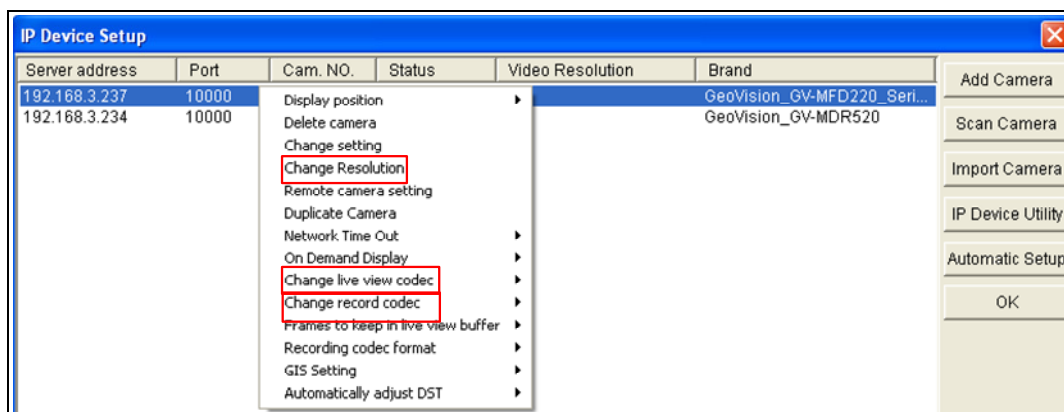 IP Device Setup
Server address Port Cam. NO. Status Video Resolution Brand
192.168.3.237 10000 GeoVision_GV-MFD220_Seri...
192.168.3.234 10000 GeoVision_GV-MDR520
Display position
Delete camera
Change setting
Change Resolution
Remote camera setting
Duplicate Camera
Network Time Out
On Demand Display
Change live view codec
Change record codec
Frames to keep in live view buffer
Recording codec format
GIS Setting
Automatically adjust DST
Add Camera
Scan Camera
Import Camera
IP Device Utility
Automatic Setup
OK